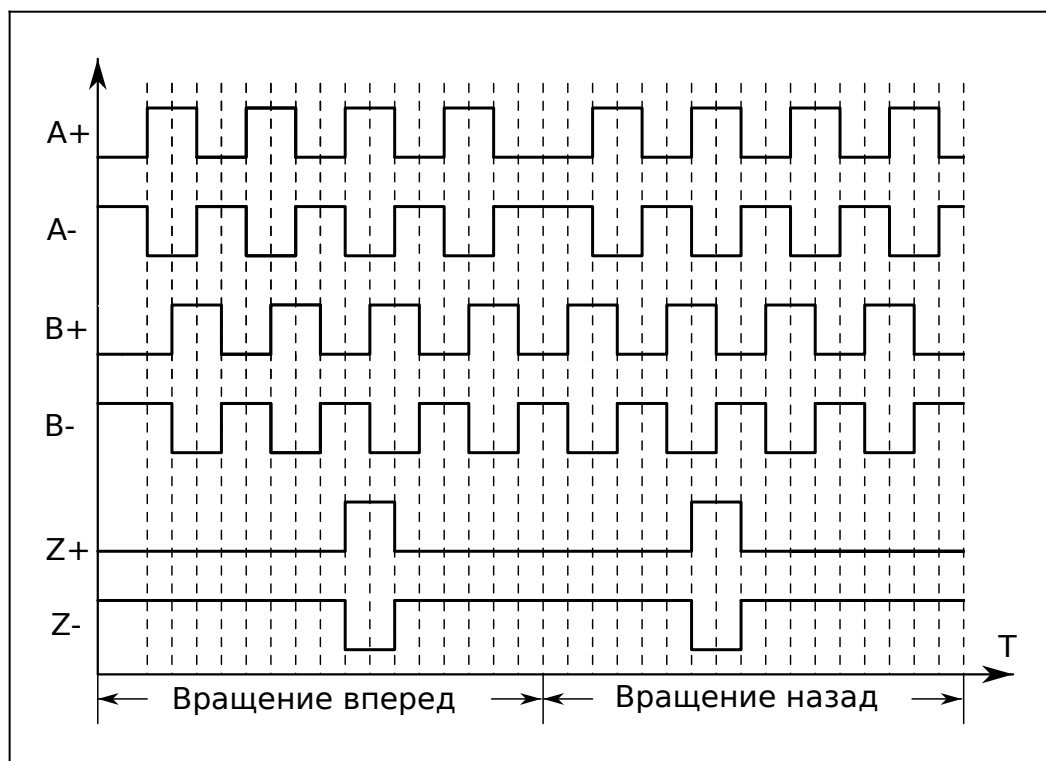 A+
A-
B+
B-
Z+
Z-
T
Вращение вперед
Вращение назад